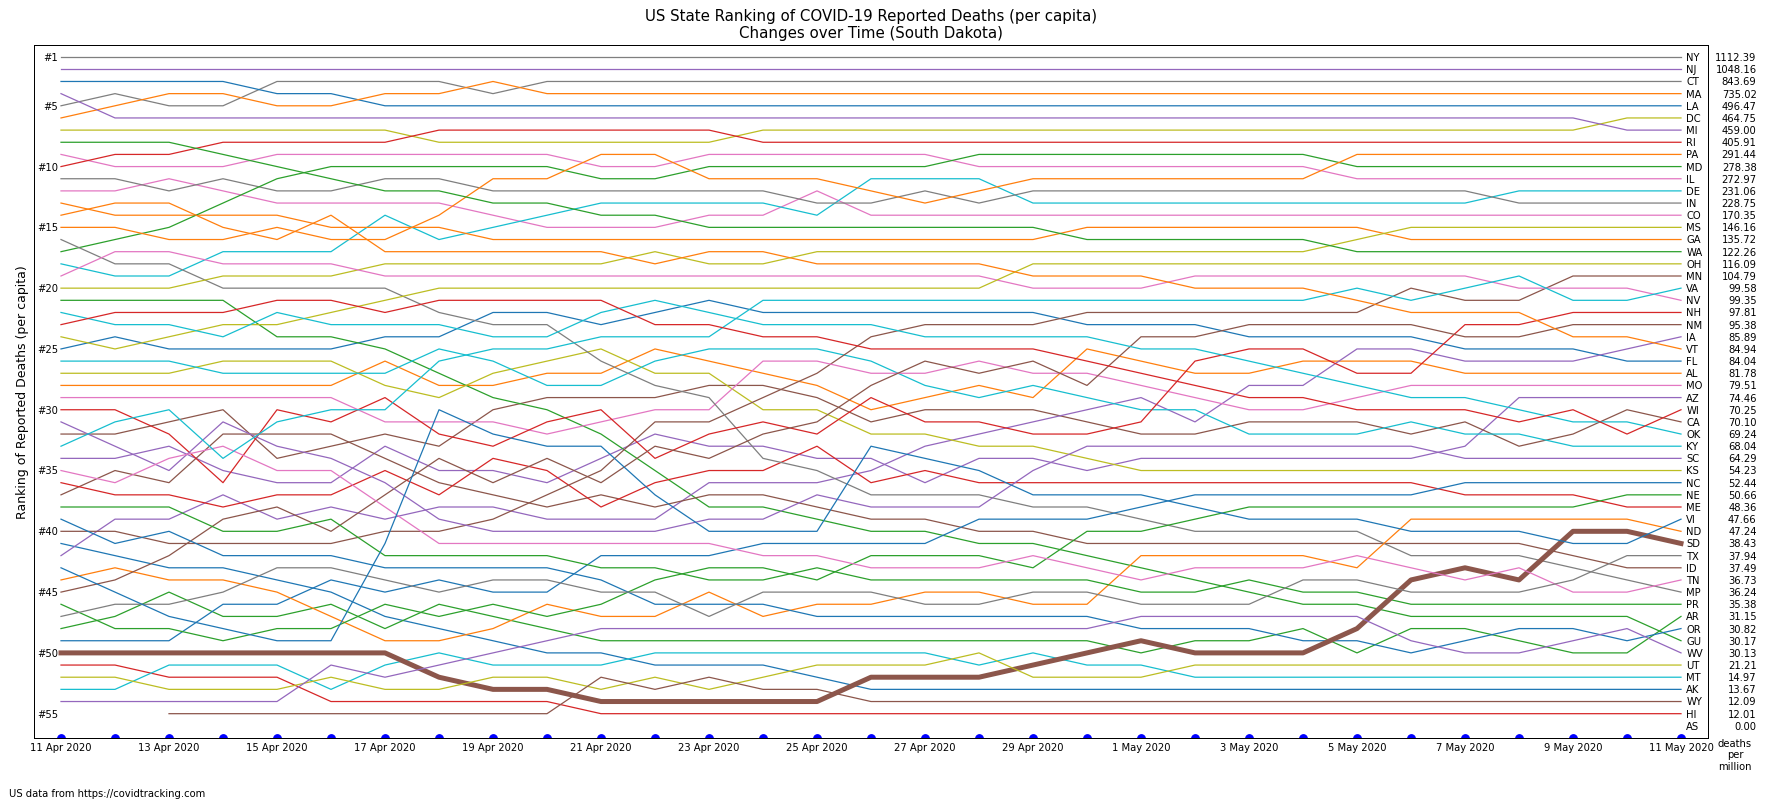 US State Ranking of COVID-19 Reported Deaths (per capita)
Changes over Time (South Dakota)
Ranking of Reported Deaths (per capita)
#1
#5
#10
#15
#20
#25
#30
#35
#40
#45
#50
#55
NY 1112.39
NJ 1048.16
CT 843.69
MA 735.02
LA 496.47
DC 464.75
MI 459.00
RI 405.91
PA 291.44
MD 278.38
IL 272.97
DE 231.06
IN 228.75
CO 170.35
MS 146.16
GA 135.72
WA 122.26
OH 116.09
MN 104.79
VA 99.58
NV 99.35
NH 97.81
NM 95.38
IA 85.89
VT 84.94
FL 84.04
AL 81.78
MO 79.51
AZ 74.46
WI 70.25
CA 70.10
OK 69.24
KY 68.04
SC 64.29
KS 54.23
NC 52.44
NE 50.66
ME 48.36
VI 47.66
ND 47.24
SD 38.43
TX 37.94
ID 37.49
TN 36.73
MP 36.24
PR 35.38
AR 31.15
OR 30.82
GU 30.17
WV 30.13
UT 21.21
MT 14.97
AK 13.67
WY 12.09
HI 12.01
AS 0.00
11 Apr 2020 13 Apr 2020 15 Apr 2020 17 Apr 2020 19 Apr 2020 21 Apr 2020 23 Apr 2020 25 Apr 2020 27 Apr 2020 29 Apr 2020 1 May 2020 3 May 2020 5 May 2020 7 May 2020 9 May 2020 11 May 2020
deaths
per
million
US data from https://covidtracking.com